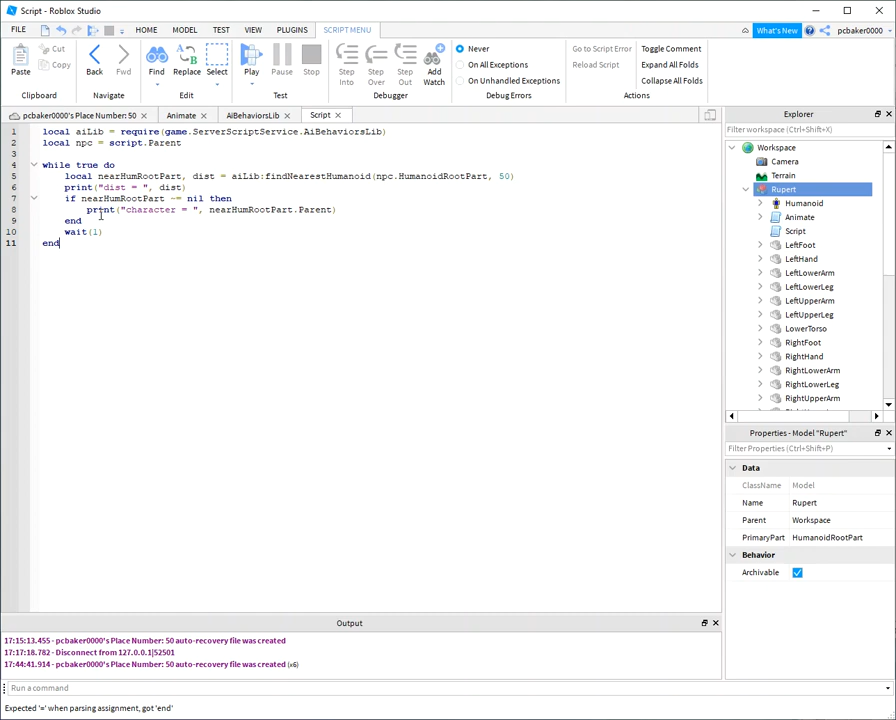 Script - Roblox Studio
FILE HOME MODEL TEST VIEW PLUGINS SCRIPT MENU What's New pcbaker0000
Paste Cut Copy Back Fwd Find Replace Select Play Pause Stop Step Into Step Over Step Out Add Watch
Never
On All Exceptions
On Unhandled Exceptions
Go to Script Error
Reload Script
Toggle Comment
Expand All Folds
Collapse All Folds
Clipboard Navigate Edit Test Debugger Debug Errors Actions
pcbaker0000's Place Number: 50 Animate AiBehaviorsLib Script
1 local aiLib = require(game.ServerScriptService.AiBehaviorsLib)
2 local npc = script.Parent
3
4 while true do
5 local nearHumRootPart, dist = aiLib:findNearestHumanoid(npc.HumanoidRootPart, 50)
6 print("dist = ", dist)
7 if nearHumRootPart ~= nil then
8 print("character = ", nearHumRootPart.Parent)
9 end
10 wait(1)
11 end
Explorer
Filter workspace (Ctrl+Shift+X)
Workspace
Camera
Terrain
Rupert
Humanoid
Animate
Script
LeftFoot
LeftHand
LeftLowerArm
LeftLowerLeg
LeftUpperArm
LeftUpperLeg
LowerTorso
RightFoot
RightHand
RightLowerArm
RightLowerLeg
RightUpperArm
Properties - Model "Rupert"
Filter Properties (Ctrl+Shift+P)
Data
ClassName Model
Name Rupert
Parent Workspace
PrimaryPart HumanoidRootPart
Behavior
Archivable
Output
17:15:13.455 - pcbaker0000's Place Number: 50 auto-recovery file was created
17:17:18.782 - Disconnect from 127.0.0.1|52501
17:44:41.914 - pcbaker0000's Place Number: 50 auto-recovery file was created (x6)
Run a command
Expected '=' when parsing assignment, got 'end'